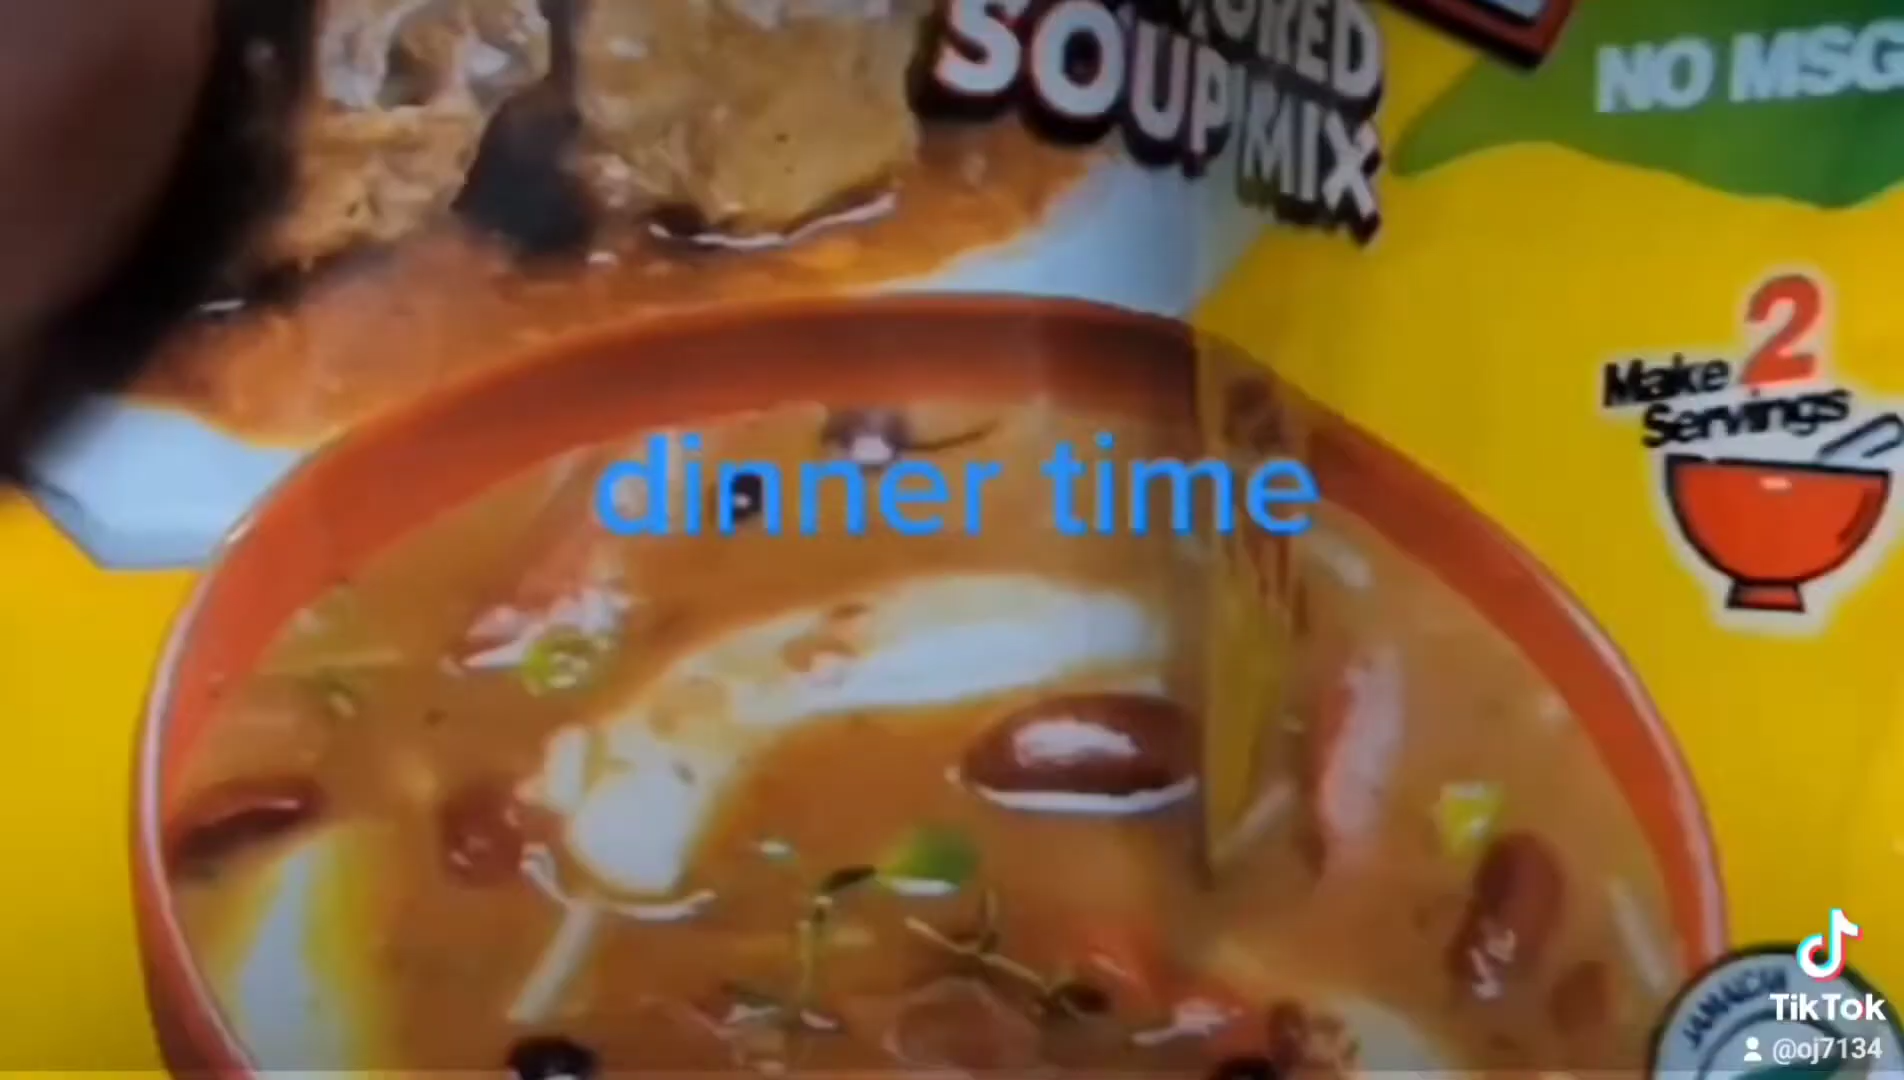 SOUP MIX
NO MSG
Make 2
Servings
dinner time
TikTok
@oj7134